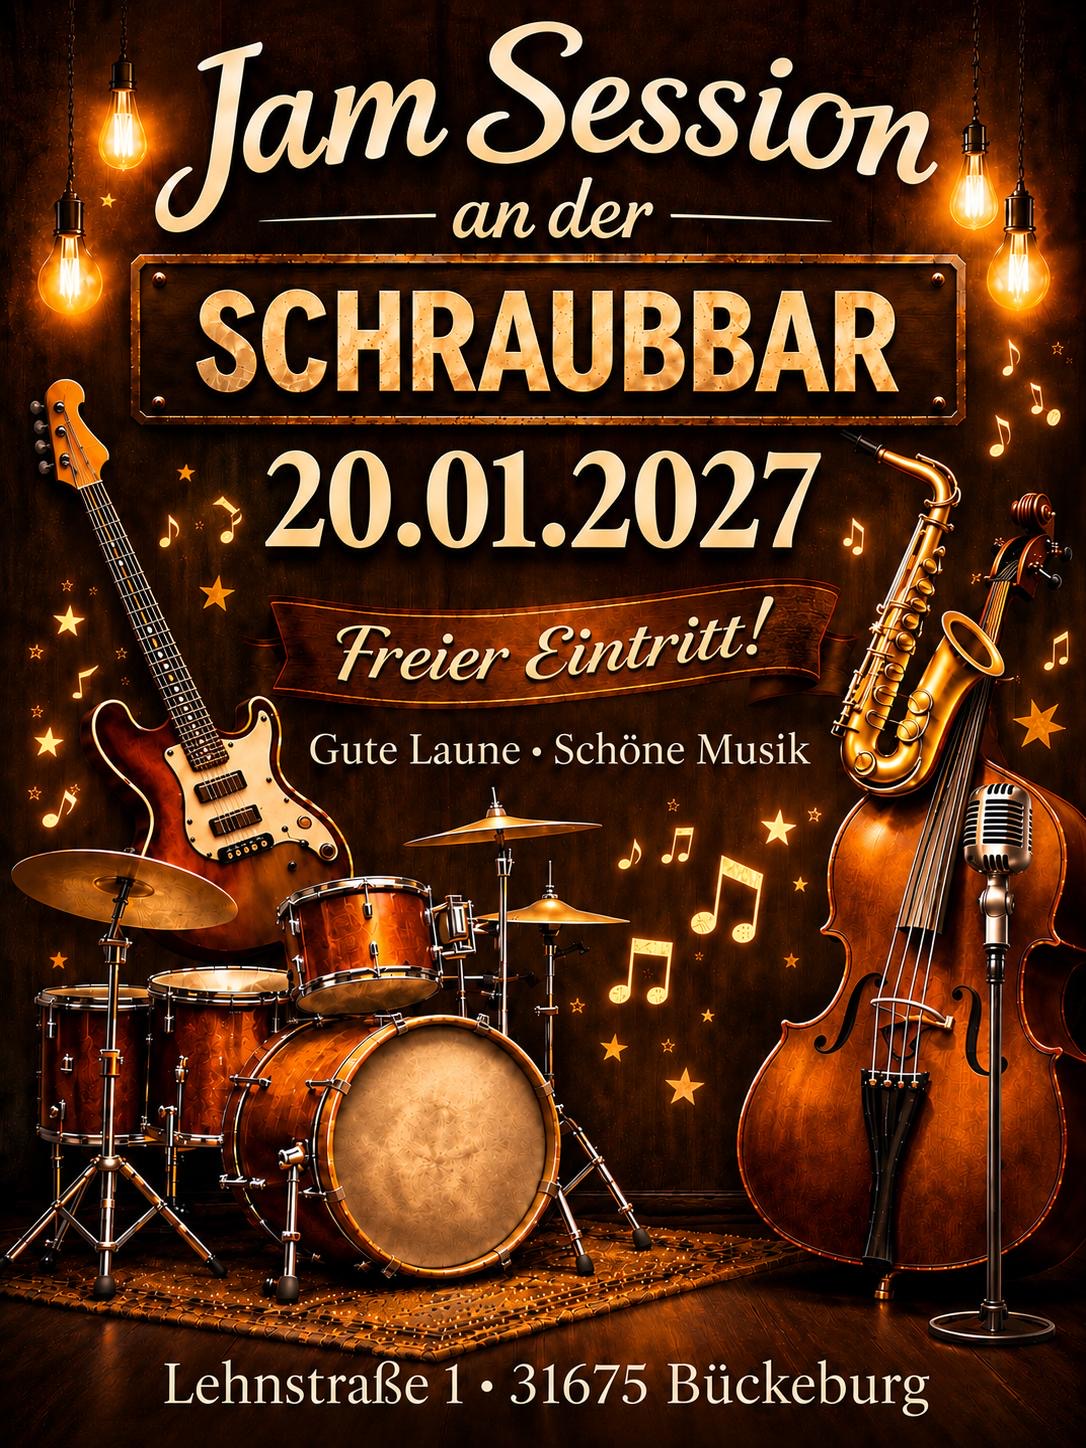 Jam Session
an der
SCHRAUBBAR
20.01.2027
Freier Eintritt!
Gute Laune • Schöne Musik
Lehnstraße 1 • 31675 Bückeburg